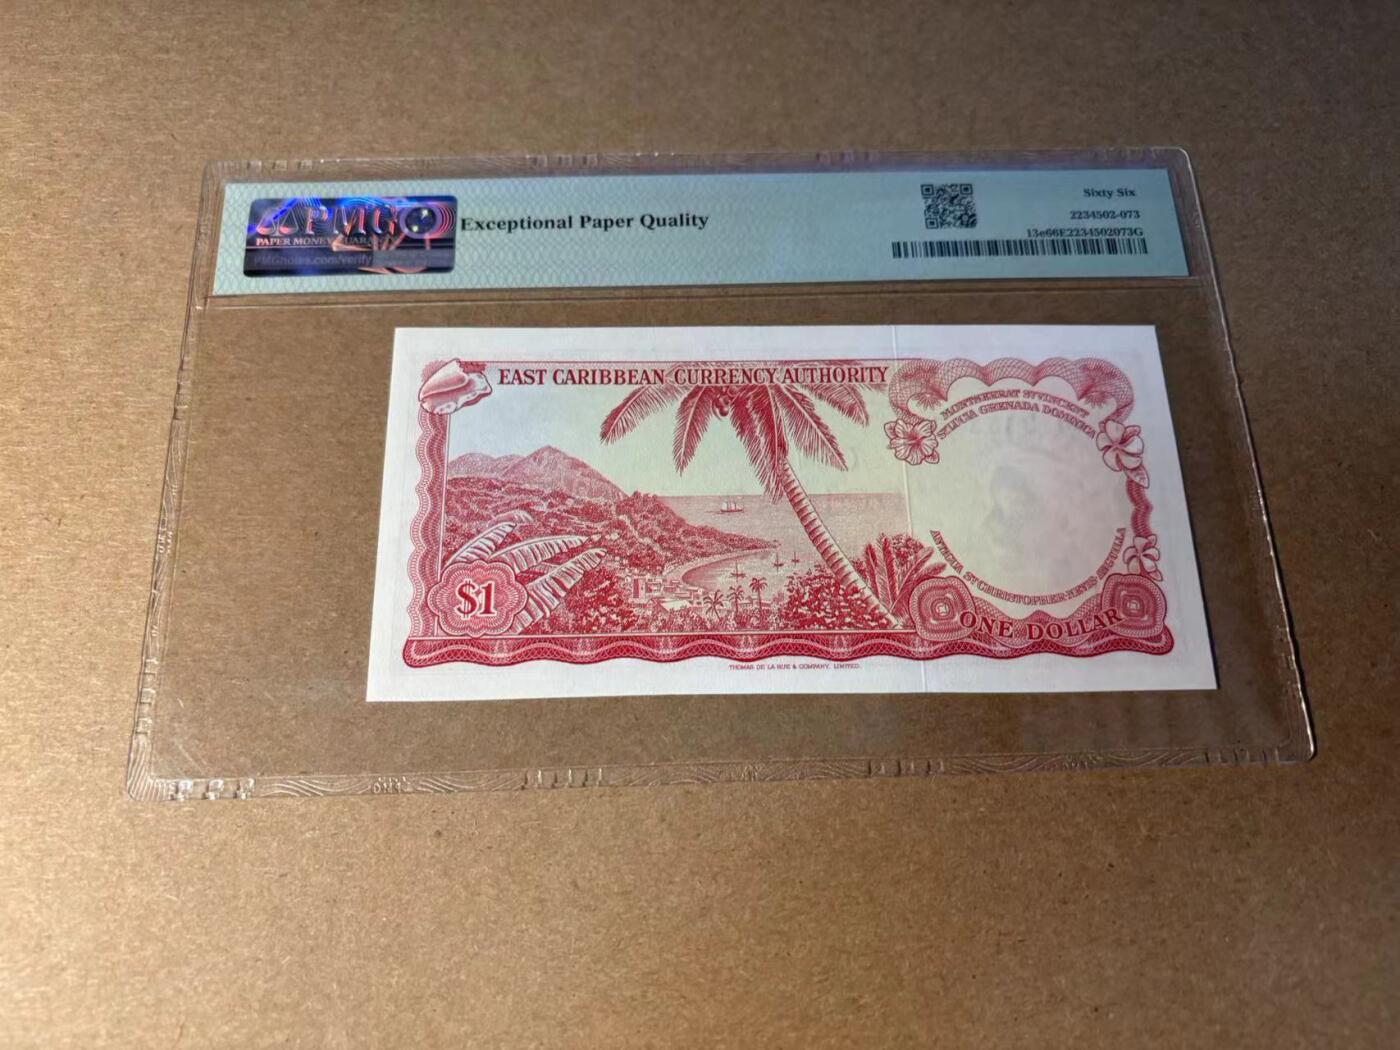 PMG
PAPER MONEY GUARANTY
PMGnotes.com/verify
Exceptional Paper Quality
Sixty Six
2234502-073
13e66E2234502073G
EAST CARIBBEAN CURRENCY AUTHORITY
MONTSERRAT ST VINCENT
ST LUCIA GRENADA DOMINICA
ANTIGUA ST CHRISTOPHER-NEVIS-ANGUILLA
$1
ONE DOLLAR
THOMAS DE LA RUE & COMPANY, LIMITED.